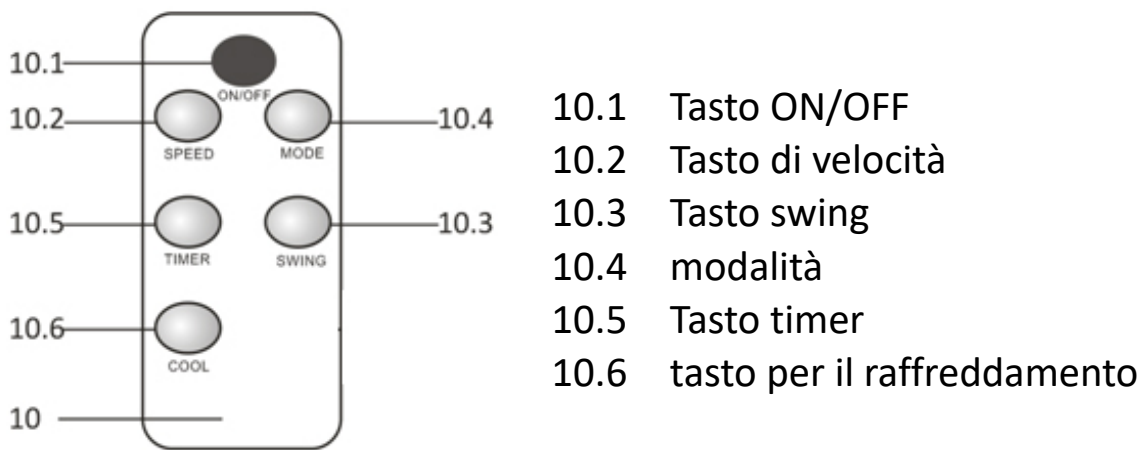 10.1
ON/OFF
10.2
10.4
SPEED MODE
10.5
10.3
TIMER SWING
10.6
COOL
10
10.1 Tasto ON/OFF
10.2 Tasto di velocità
10.3 Tasto swing
10.4 modalità
10.5 Tasto timer
10.6 tasto per il raffreddamento